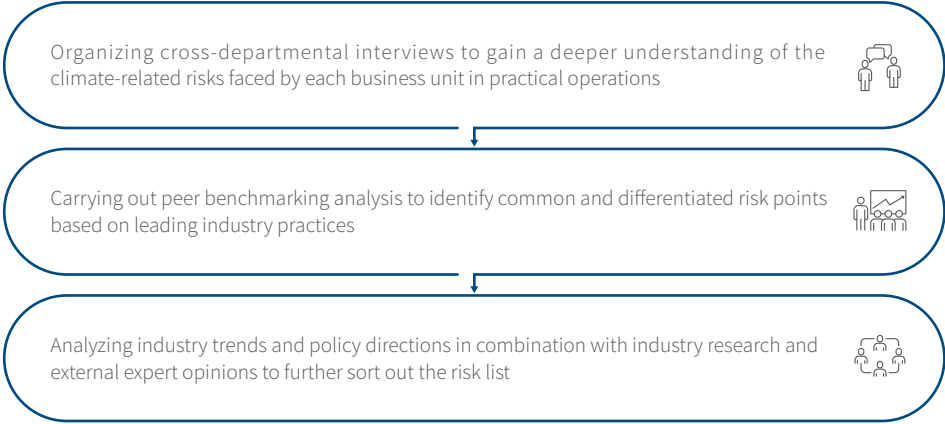 Organizing cross-departmental interviews to gain a deeper understanding of the
climate-related risks faced by each business unit in practical operations
Carrying out peer benchmarking analysis to identify common and differentiated risk points
based on leading industry practices
Analyzing industry trends and policy directions in combination with industry research and
external expert opinions to further sort out the risk list